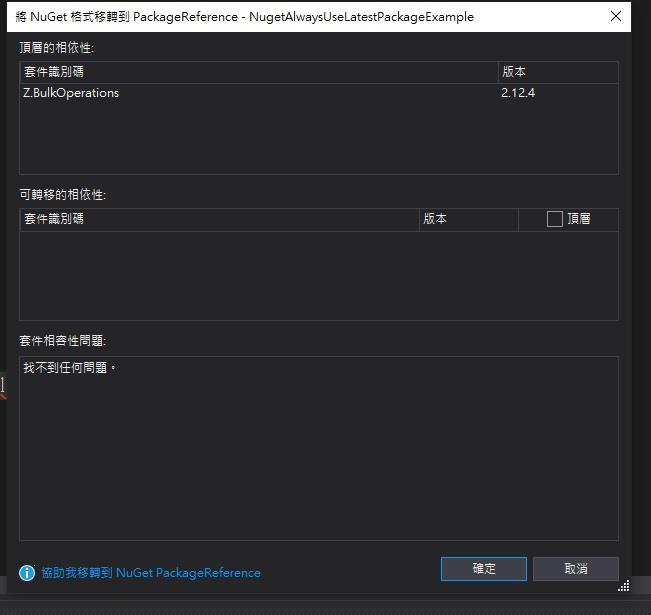 將 NuGet 格式移轉到 PackageReference - NugetAlwaysUseLatestPackageExample
頂層的相依性:
套件識別碼 版本
Z.BulkOperations 2.12.4
可轉移的相依性:
套件識別碼 版本 頂層
套件相容性問題:
找不到任何問題。
協助我移轉到 NuGet PackageReference 確定 取消